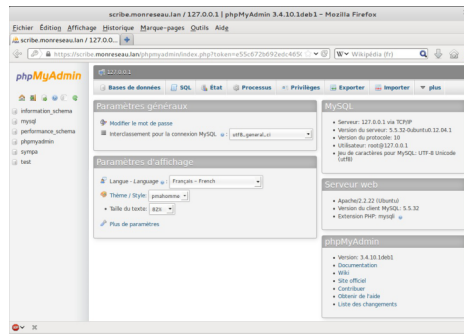 scribe.monreseau.lan / 127.0.0.1 | phpMyAdmin 3.4.10.1deb1 - Mozilla Firefox
Fichier Édition Affichage Historique Marque-pages Outils Aide
scribe.monreseau.lan / 127.0.0...
https://scribe.monreseau.lan/phpmyadmin/index.php?token=e55c672b692edc465(
Wikipédia (fr)
phpMyAdmin
127.0.0.1
Bases de données SQL État Processus Privilèges Exporter Importer plus
information_schema
mysql
performance_schema
phpmyadmin
sympa
test
Paramètres généraux
Modifier le mot de passe
Interclassement pour la connexion MySQL : utf8_general_ci
Paramètres d'affichage
Langue - Language : Français - French
Thème / Style: pmahomme
Taille du texte: 82%
Plus de paramètres
MySQL
Serveur: 127.0.0.1 via TCP/IP
Version du serveur: 5.5.32-0ubuntu0.12.04.1
Version du protocole: 10
Utilisateur: root@127.0.0.1
Jeu de caractères pour MySQL: UTF-8 Unicode
(utf8)
Serveur web
Apache/2.2.22 (Ubuntu)
Version du client MySQL: 5.5.32
Extension PHP: mysqli
phpMyAdmin
Version: 3.4.10.1deb1
Documentation
Wiki
Site officiel
Contribuer
Obtenir de l'aide
Liste des changements